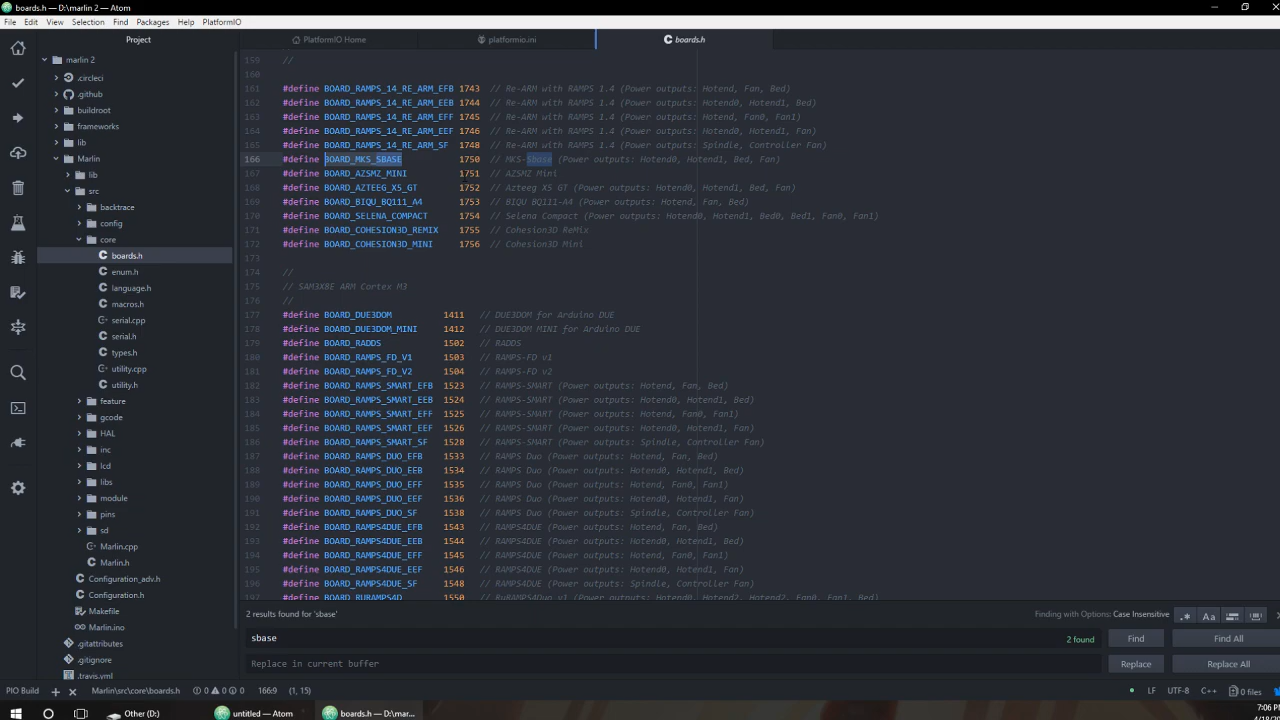 boards.h — D:\marlin 2 — Atom
File Edit View Selection Find Packages Help PlatformIO
Project
PlatformIO Home
platformio.ini
boards.h
marlin 2
.circleci
.github
buildroot
frameworks
lib
Marlin
lib
src
backtrace
config
core
boards.h
enum.h
language.h
macros.h
serial.cpp
serial.h
types.h
utility.cpp
utility.h
feature
gcode
HAL
inc
lcd
libs
module
pins
sd
Marlin.cpp
Marlin.h
Configuration_adv.h
Configuration.h
Makefile
Marlin.ino
.gitattributes
.gitignore
.travis.yml
159 //
160
161 #define BOARD_RAMPS_14_RE_ARM_EFB 1743 // Re-ARM with RAMPS 1.4 (Power outputs: Hotend, Fan, Bed)
162 #define BOARD_RAMPS_14_RE_ARM_EEB 1744 // Re-ARM with RAMPS 1.4 (Power outputs: Hotend0, Hotend1, Bed)
163 #define BOARD_RAMPS_14_RE_ARM_EFF 1745 // Re-ARM with RAMPS 1.4 (Power outputs: Hotend, Fan0, Fan1)
164 #define BOARD_RAMPS_14_RE_ARM_EEF 1746 // Re-ARM with RAMPS 1.4 (Power outputs: Hotend0, Hotend1, Fan)
165 #define BOARD_RAMPS_14_RE_ARM_SF 1748 // Re-ARM with RAMPS 1.4 (Power outputs: Spindle, Controller Fan)
166 #define BOARD_MKS_SBASE 1750 // MKS-Sbase (Power outputs: Hotend0, Hotend1, Bed, Fan)
167 #define BOARD_AZSMZ_MINI 1751 // AZSMZ Mini
168 #define BOARD_AZTEEG_X5_GT 1752 // Azteeg X5 GT (Power outputs: Hotend0, Hotend1, Bed, Fan)
169 #define BOARD_BIQU_BQ111_A4 1753 // BIQU BQ111-A4 (Power outputs: Hotend, Fan, Bed)
170 #define BOARD_SELENA_COMPACT 1754 // Selena Compact (Power outputs: Hotend0, Hotend1, Bed0, Bed1, Fan0, Fan1)
171 #define BOARD_COHESION3D_REMIX 1755 // Cohesion3D ReMix
172 #define BOARD_COHESION3D_MINI 1756 // Cohesion3D Mini
173
174 //
175 // SAM3X8E ARM Cortex M3
176 //
177 #define BOARD_DUE3DOM 1411 // DUE3DOM for Arduino DUE
178 #define BOARD_DUE3DOM_MINI 1412 // DUE3DOM MINI for Arduino DUE
179 #define BOARD_RADDS 1502 // RADDS
180 #define BOARD_RAMPS_FD_V1 1503 // RAMPS-FD v1
181 #define BOARD_RAMPS_FD_V2 1504 // RAMPS-FD v2
182 #define BOARD_RAMPS_SMART_EFB 1523 // RAMPS-SMART (Power outputs: Hotend, Fan, Bed)
183 #define BOARD_RAMPS_SMART_EEB 1524 // RAMPS-SMART (Power outputs: Hotend0, Hotend1, Bed)
184 #define BOARD_RAMPS_SMART_EFF 1525 // RAMPS-SMART (Power outputs: Hotend, Fan0, Fan1)
185 #define BOARD_RAMPS_SMART_EEF 1526 // RAMPS-SMART (Power outputs: Hotend0, Hotend1, Fan)
186 #define BOARD_RAMPS_SMART_SF 1528 // RAMPS-SMART (Power outputs: Spindle, Controller Fan)
187 #define BOARD_RAMPS_DUO_EFB 1533 // RAMPS Duo (Power outputs: Hotend, Fan, Bed)
188 #define BOARD_RAMPS_DUO_EEB 1534 // RAMPS Duo (Power outputs: Hotend0, Hotend1, Bed)
189 #define BOARD_RAMPS_DUO_EFF 1535 // RAMPS Duo (Power outputs: Hotend, Fan0, Fan1)
190 #define BOARD_RAMPS_DUO_EEF 1536 // RAMPS Duo (Power outputs: Hotend0, Hotend1, Fan)
191 #define BOARD_RAMPS_DUO_SF 1538 // RAMPS Duo (Power outputs: Spindle, Controller Fan)
192 #define BOARD_RAMPS4DUE_EFB 1543 // RAMPS4DUE (Power outputs: Hotend, Fan, Bed)
193 #define BOARD_RAMPS4DUE_EEB 1544 // RAMPS4DUE (Power outputs: Hotend0, Hotend1, Bed)
194 #define BOARD_RAMPS4DUE_EFF 1545 // RAMPS4DUE (Power outputs: Hotend, Fan0, Fan1)
195 #define BOARD_RAMPS4DUE_EEF 1546 // RAMPS4DUE (Power outputs: Hotend0, Hotend1, Fan)
196 #define BOARD_RAMPS4DUE_SF 1548 // RAMPS4DUE (Power outputs: Spindle, Controller Fan)
197 #define BOARD_RURAMPS4D 1550 // RuRAMPS4Duo v1 (Power outputs: Hotend0, Hotend2, Hotend2, Fan0, Fan1, Bed)
2 results found for 'sbase'
Finding with Options: Case Insensitive
.* Aa
sbase 2 found Find Find All
Replace in current buffer Replace Replace All
PIO Build Marlin\src\core\boards.h 0 0 0 166:9 (1, 15) LF UTF-8 C++ 0 files
Other (D:) untitled — Atom boards.h — D:\mar... 7:06 PM